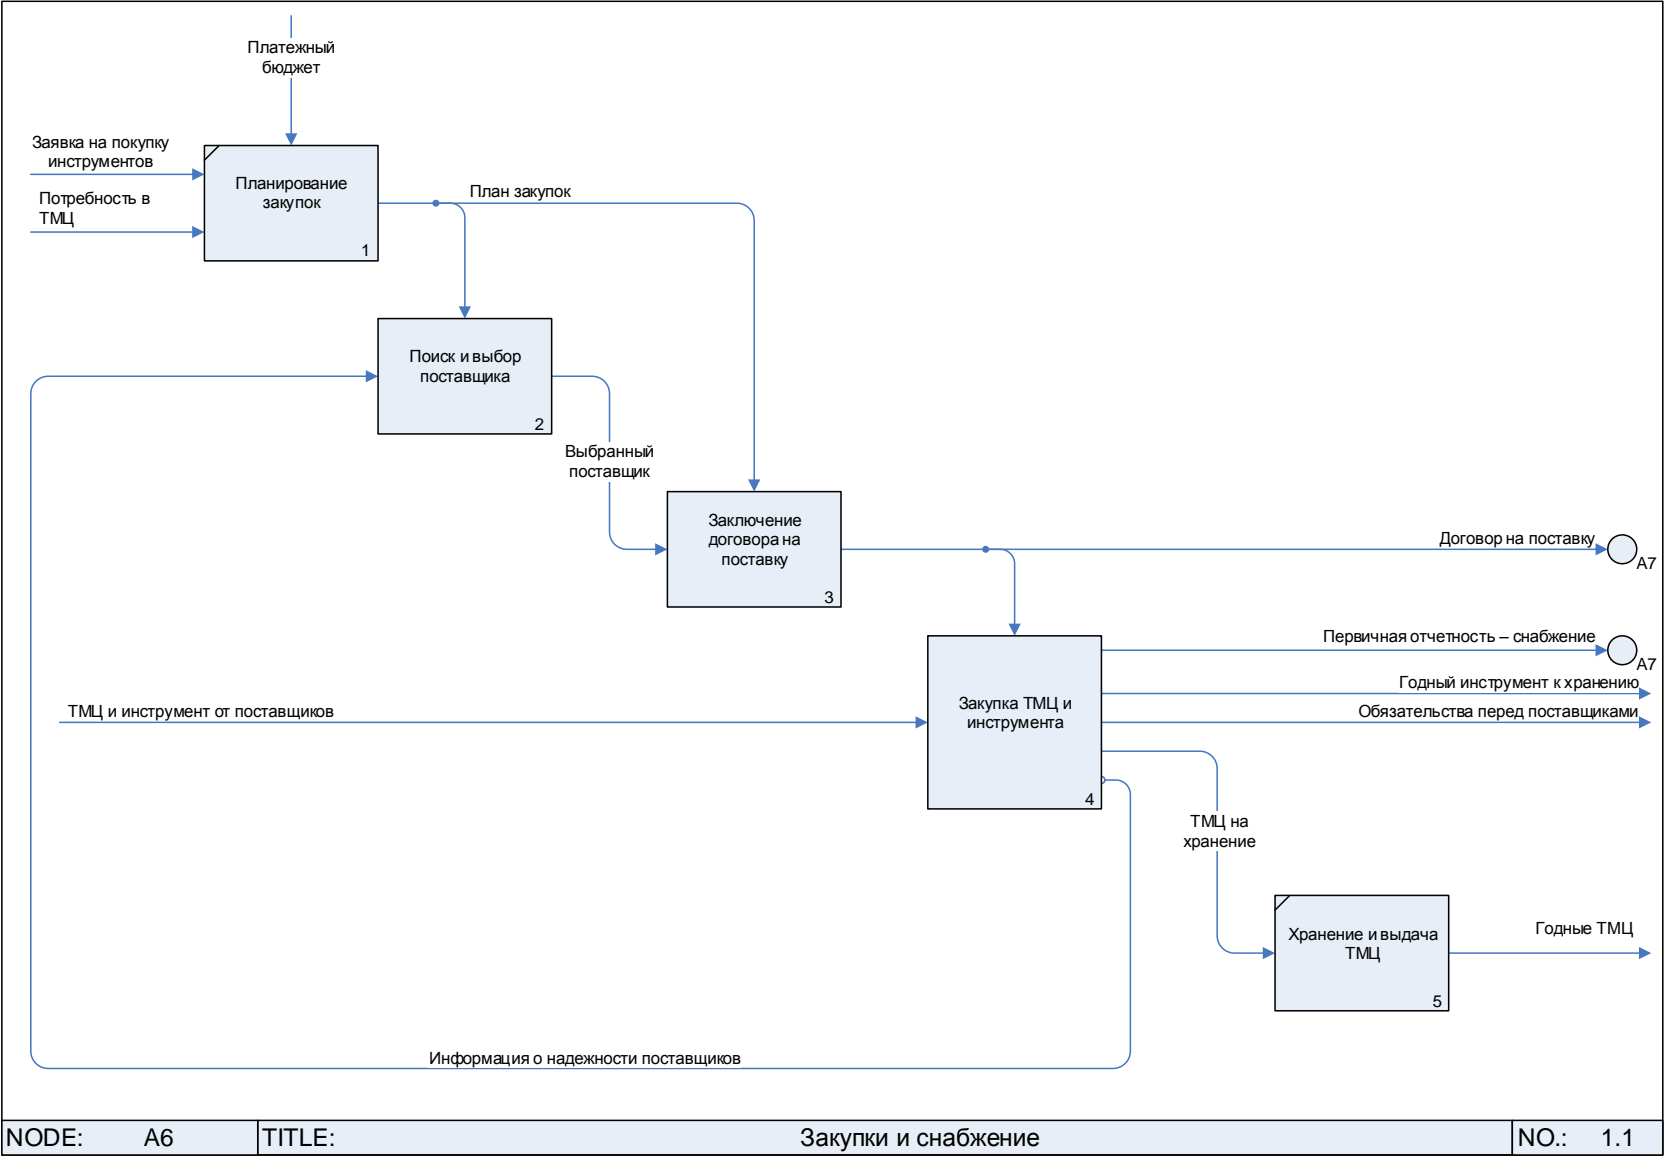 Платежный
бюджет
Заявка на покупку
инструментов
Потребность в
ТМЦ
Планирование
закупок
1
План закупок
Поиск и выбор
поставщика
2
Выбранный
поставщик
Заключение
договора на
поставку
3
Договор на поставку
A7
Первичная отчетность – снабжение
A7
Годный инструмент к хранению
Обязательства перед поставщиками
ТМЦ и инструмент от поставщиков
Закупка ТМЦ и
инструмента
4
ТМЦ на
хранение
Хранение и выдача
ТМЦ
5
Годные ТМЦ
Информация о надежности поставщиков
NODE: A6 TITLE: Закупки и снабжение NO.: 1.1